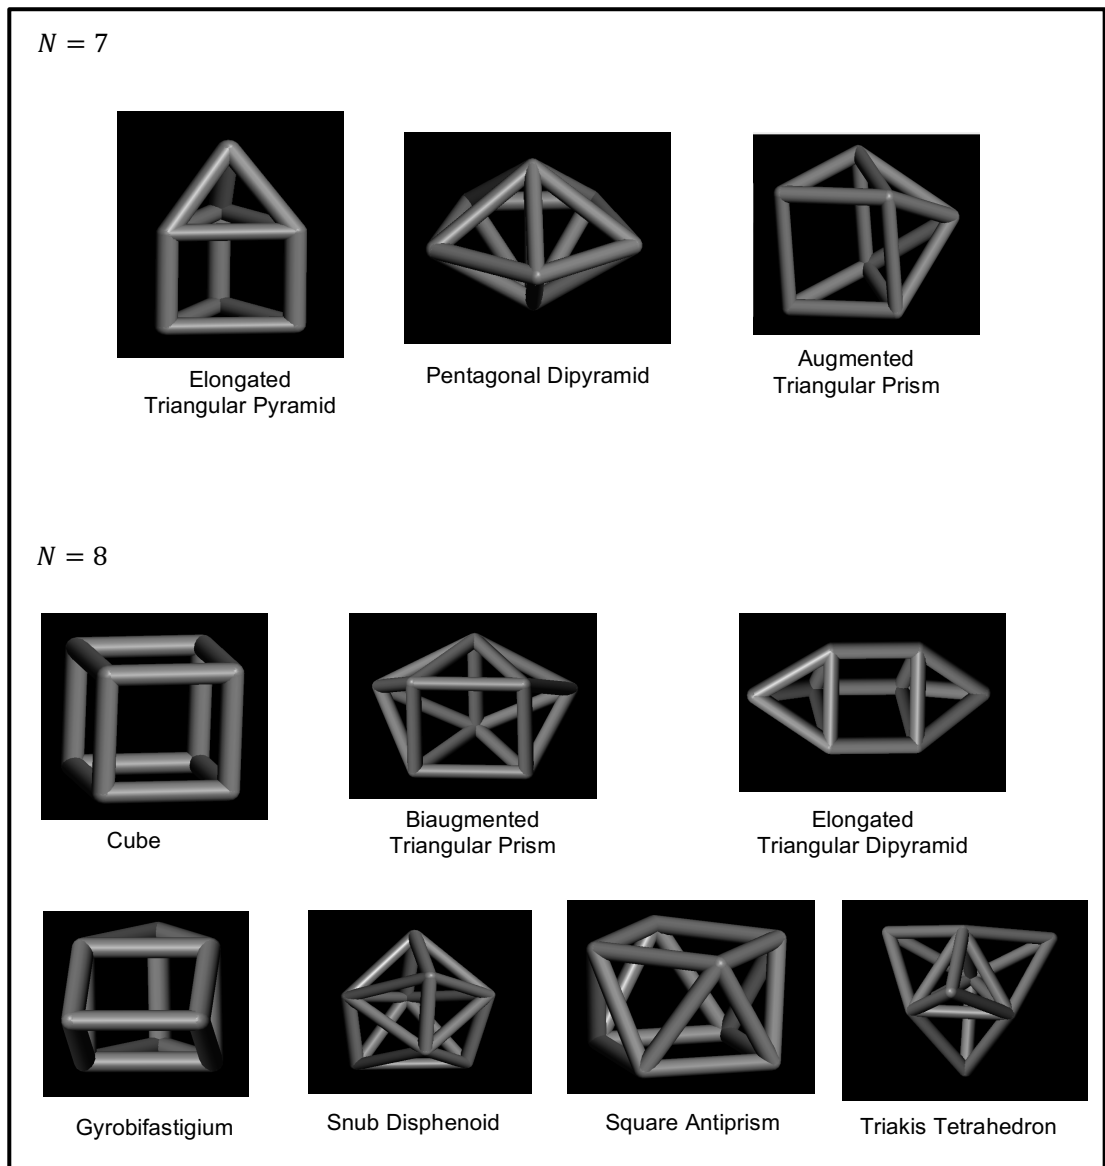 N = 7
Elongated
Triangular Pyramid
Pentagonal Dipyramid
Augmented
Triangular Prism
N = 8
Cube
Biaugmented
Triangular Prism
Elongated
Triangular Dipyramid
Gyrobifastigium
Snub Disphenoid
Square Antiprism
Triakis Tetrahedron